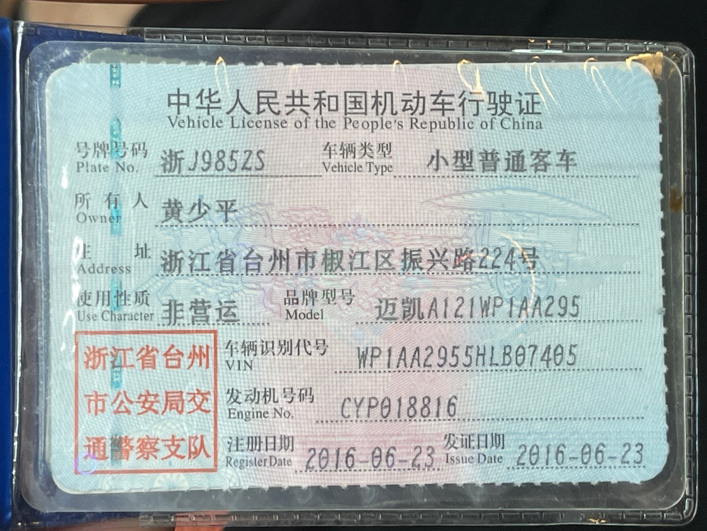 中华人民共和国机动车行驶证
Vehicle License of the People's Republic of China
号牌号码 浙J985ZS 车辆类型 小型普通客车
Plate No. Vehicle Type
所有人 黄少平
Owner
住址 浙江省台州市椒江区振兴路224号
Address
使用性质 非营运 品牌型号 迈凯A121WP1AA295
Use Character Model
浙江省台州 车辆识别代号 WP1AA2955HLB07405
VIN
市公安局交 发动机号码 CYP018816
Engine No.
通警察支队 注册日期 2016-06-23 发证日期 2016-06-23
Register Date Issue Date